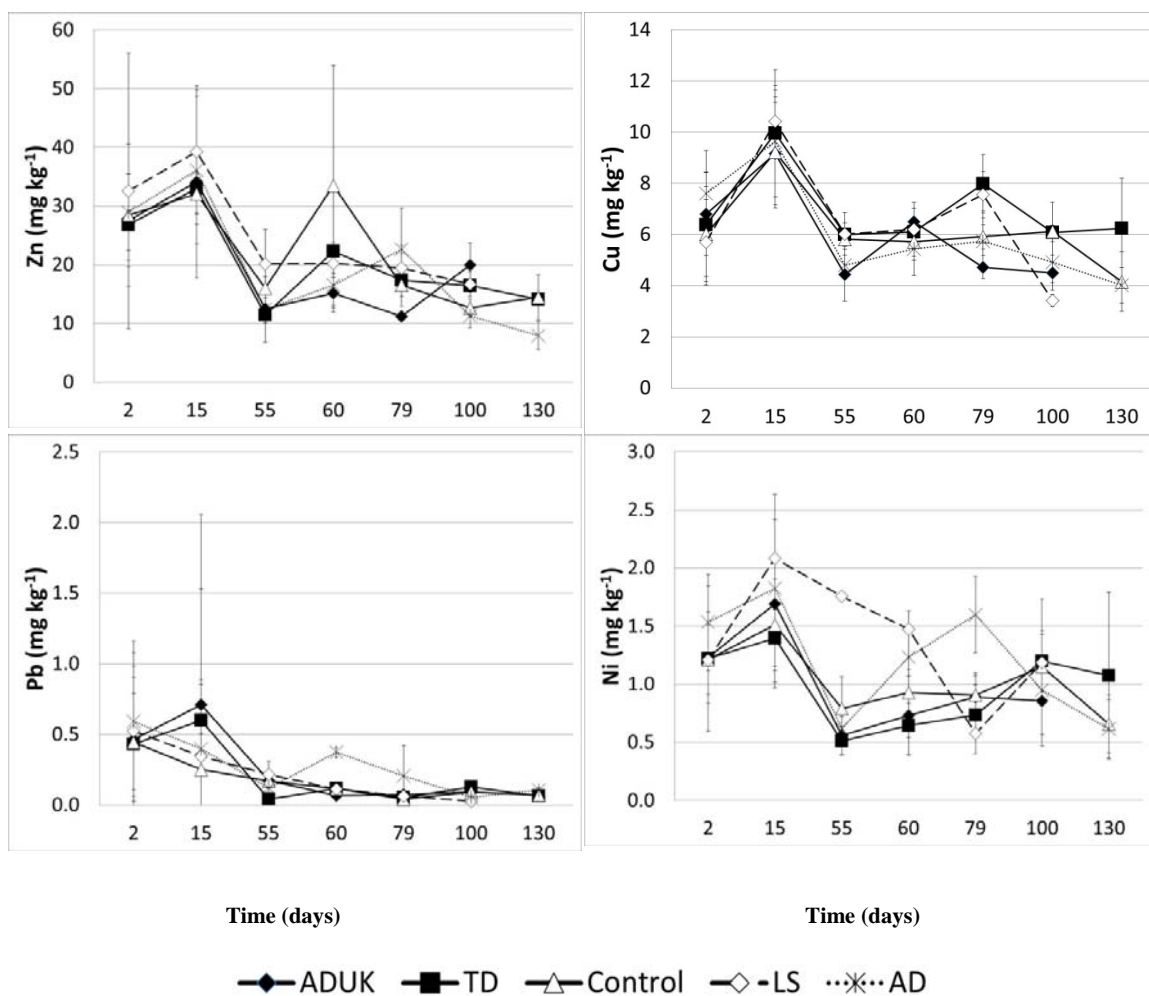 Zn (mg kg⁻¹)
60
50
40
30
20
10
0
2 15 55 60 79 100 130
Cu (mg kg⁻¹)
14
12
10
8
6
4
2
0
2 15 55 60 79 100 130
Pb (mg kg⁻¹)
2.5
2.0
1.5
1.0
0.5
0.0
2 15 55 60 79 100 130
Ni (mg kg⁻¹)
3.0
2.5
2.0
1.5
1.0
0.5
0.0
2 15 55 60 79 100 130
Time (days) Time (days)
ADUK TD Control LS AD